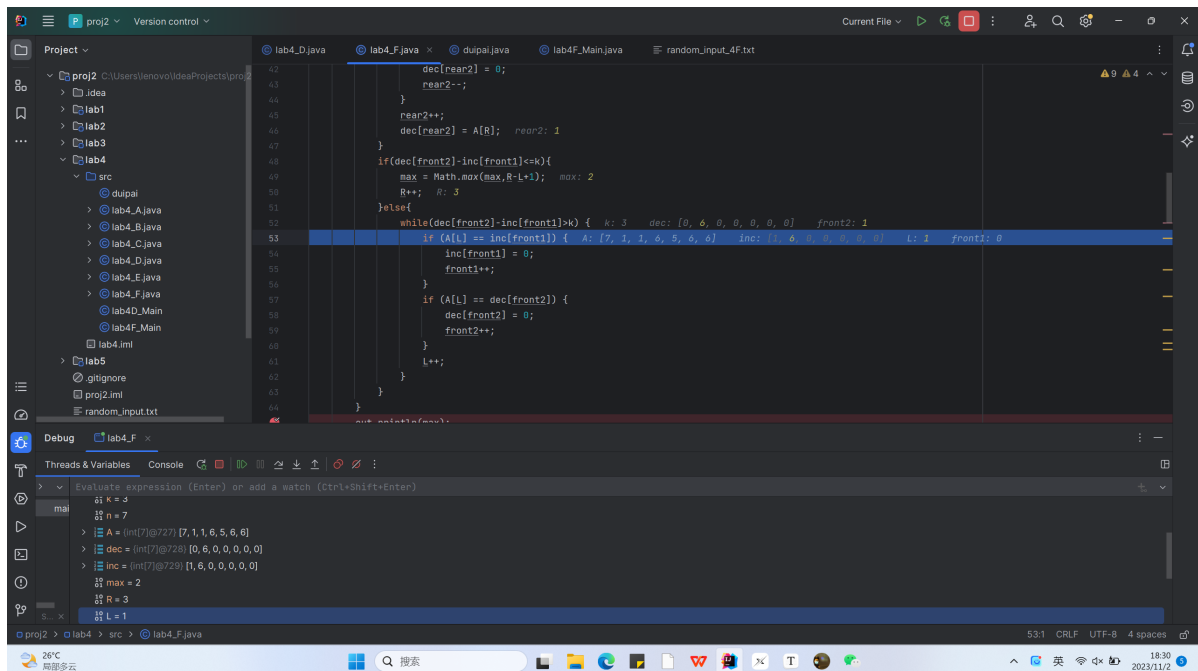 P proj2 Version control Current File
Project
lab4_D.java lab4_F.java duipai.java lab4F_Main.java random_input_4F.txt
proj2 C:\Users\lenovo\IdeaProjects\proj2
.idea
lab1
lab2
lab3
lab4
src
duipai
lab4_A.java
lab4_B.java
lab4_C.java
lab4_D.java
lab4_E.java
lab4_F.java
lab4D_Main
lab4F_Main
lab4.iml
lab5
.gitignore
proj2.iml
random_input.txt
9 4
42 dec[rear2] = 0;
43 rear2--;
44 }
45 rear2++;
46 dec[rear2] = A[R]; rear2: 1
47 }
48 if(dec[front2]-inc[front1]<=k){
49 max = Math.max(max,R-L+1); max: 2
50 R++; R: 3
51 }else{
52 while(dec[front2]-inc[front1]>k) { k: 3 dec: [0, 6, 0, 0, 0, 0, 0] front2: 1
53 if (A[L] == inc[front1]) { A: [7, 1, 1, 6, 5, 6, 6] inc: [1, 6, 0, 0, 0, 0, 0] L: 1 front1: 0
54 inc[front1] = 0;
55 front1++;
56 }
57 if (A[L] == dec[front2]) {
58 dec[front2] = 0;
59 front2++;
60 }
61 L++;
62 }
63 }
64 }
out.println(max);
Debug lab4_F
Threads & Variables Console
Evaluate expression (Enter) or add a watch (Ctrl+Shift+Enter)
mai
k = 3
n = 7
A = {int[7]@727} [7, 1, 1, 6, 5, 6, 6]
dec = {int[7]@728} [0, 6, 0, 0, 0, 0, 0]
inc = {int[7]@729} [1, 6, 0, 0, 0, 0, 0]
max = 2
R = 3
S... L = 1
proj2 > lab4 > src > lab4_F.java 53:1 CRLF UTF-8 4 spaces
26°C
局部多云
搜索
英
18:30
2023/11/2
5